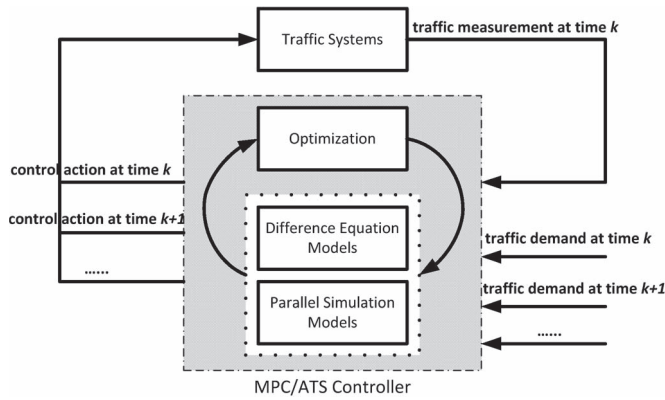 Traffic Systems
traffic measurement at time k
Optimization
control action at time k
control action at time k+1
......
Difference Equation
Models
Parallel Simulation
Models
traffic demand at time k
traffic demand at time k+1
......
MPC/ATS Controller